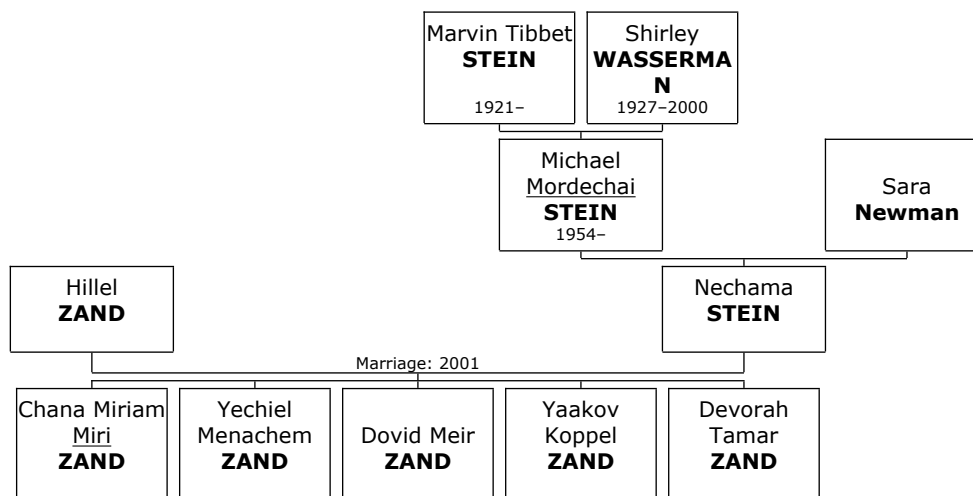 Marvin Tibbet
STEIN
1921–
Shirley
WASSERMA
N
1927–2000
Michael
Mordechai
STEIN
1954–
Sara
Newman
Hillel
ZAND
Nechama
STEIN
Marriage: 2001
Chana Miriam
Miri
ZAND
Yechiel
Menachem
ZAND
Dovid Meir
ZAND
Yaakov
Koppel
ZAND
Devorah
Tamar
ZAND